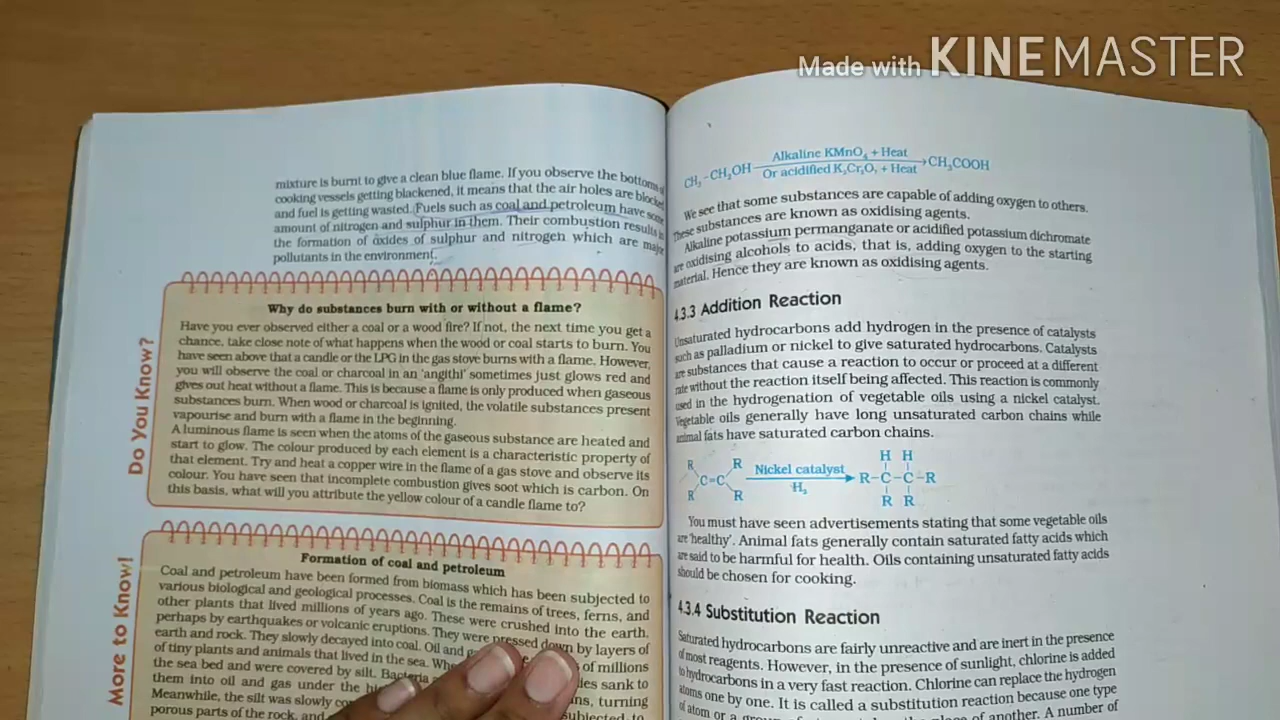 Made with KINEMASTER
mixture is burnt to give a clean blue flame. If you observe the bottoms
cooking vessels getting blackened, it means that the air holes are blocked
and fuel is getting wasted. Fuels such as coal and petroleum have some
amount of nitrogen and sulphur in them. Their combustion results
the formation of oxides of sulphur and nitrogen which are major
pollutants in the environment.
Do You Know?
Why do substances burn with or without a flame?
Have you ever observed either a coal or a wood fire? If not, the next time you get a
chance, take close note of what happens when the wood or coal starts to burn. You
have seen above that a candle or the LPG in the gas stove burns with a flame. However,
you will observe the coal or charcoal in an 'angithi' sometimes just glows red and
gives out heat without a flame. This is because a flame is only produced when gaseous
substances burn. When wood or charcoal is ignited, the volatile substances present
vapourise and burn with a flame in the beginning.
A luminous flame is seen when the atoms of the gaseous substance are heated and
start to glow. The colour produced by each element is a characteristic property of
that element. Try and heat a copper wire in the flame of a gas stove and observe its
colour. You have seen that incomplete combustion gives soot which is carbon. On
this basis, what will you attribute the yellow colour of a candle flame to?
More to Know!
Formation of coal and petroleum
Coal and petroleum have been formed from biomass which has been subjected to
various biological and geological processes. Coal is the remains of trees, ferns, and
other plants that lived millions of years ago. These were crushed into the earth,
perhaps by earthquakes or volcanic eruptions. They were pressed down by layers of
earth and rock. They slowly decayed into coal. Oil and
of tiny plants and animals that lived in the sea. of millions
the sea bed and were covered by silt. Bacteria sank to
them into oil and gas under the turning
Meanwhile, the silt was slowly subjected to
porous parts of the rock, and
CH₃-CH₂OH Alkaline KMnO₄ + Heat → CH₃COOH
Or acidified K₂Cr₂O₇ + Heat
We see that some substances are capable of adding oxygen to others.
These substances are known as oxidising agents.
Alkaline potassium permanganate or acidified potassium dichromate
are oxidising alcohols to acids, that is, adding oxygen to the starting
material. Hence they are known as oxidising agents.
4.3.3 Addition Reaction
Unsaturated hydrocarbons add hydrogen in the presence of catalysts
such as palladium or nickel to give saturated hydrocarbons. Catalysts
are substances that cause a reaction to occur or proceed at a different
rate without the reaction itself being affected. This reaction is commonly
used in the hydrogenation of vegetable oils using a nickel catalyst.
Vegetable oils generally have long unsaturated carbon chains while
animal fats have saturated carbon chains.
H H
R R Nickel catalyst
C=C R-C-C-R
R R H₂
R R
You must have seen advertisements stating that some vegetable oils
are 'healthy'. Animal fats generally contain saturated fatty acids which
are said to be harmful for health. Oils containing unsaturated fatty acids
should be chosen for cooking.
4.3.4 Substitution Reaction
Saturated hydrocarbons are fairly unreactive and are inert in the presence
of most reagents. However, in the presence of sunlight, chlorine is added
to hydrocarbons in a very fast reaction. Chlorine can replace the hydrogen
atoms one by one. It is called a substitution reaction because one type
of atom or a place of another. A number of